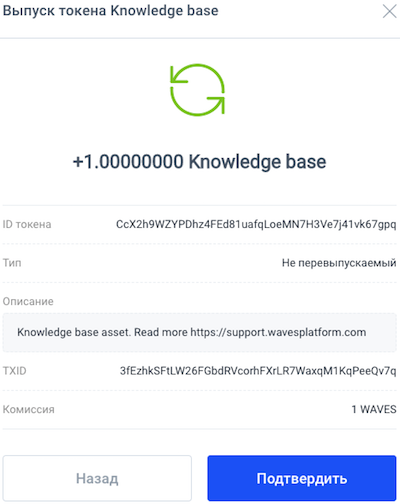 Выпуск токена Knowledge base
+1.00000000 Knowledge base
ID токена CcX2h9WZYPDhz4FEd81uafqLoeMN7H3Ve7j41vk67gpq
Тип Не перевыпускаемый
Описание
Knowledge base asset. Read more https://support.wavesplatform.com
TXID 3fEzhkSFtLW26FGbdRVcorhFXrLR7WaxqM1KqPeeQv7q
Комиссия 1 WAVES
Назад Подтвердить